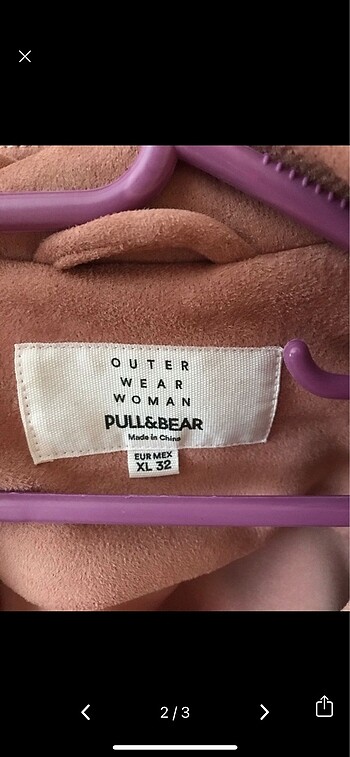 OUTER
WEAR
WOMAN
PULL&BEAR
Made in China
EUR MEX
XL 32
2/3